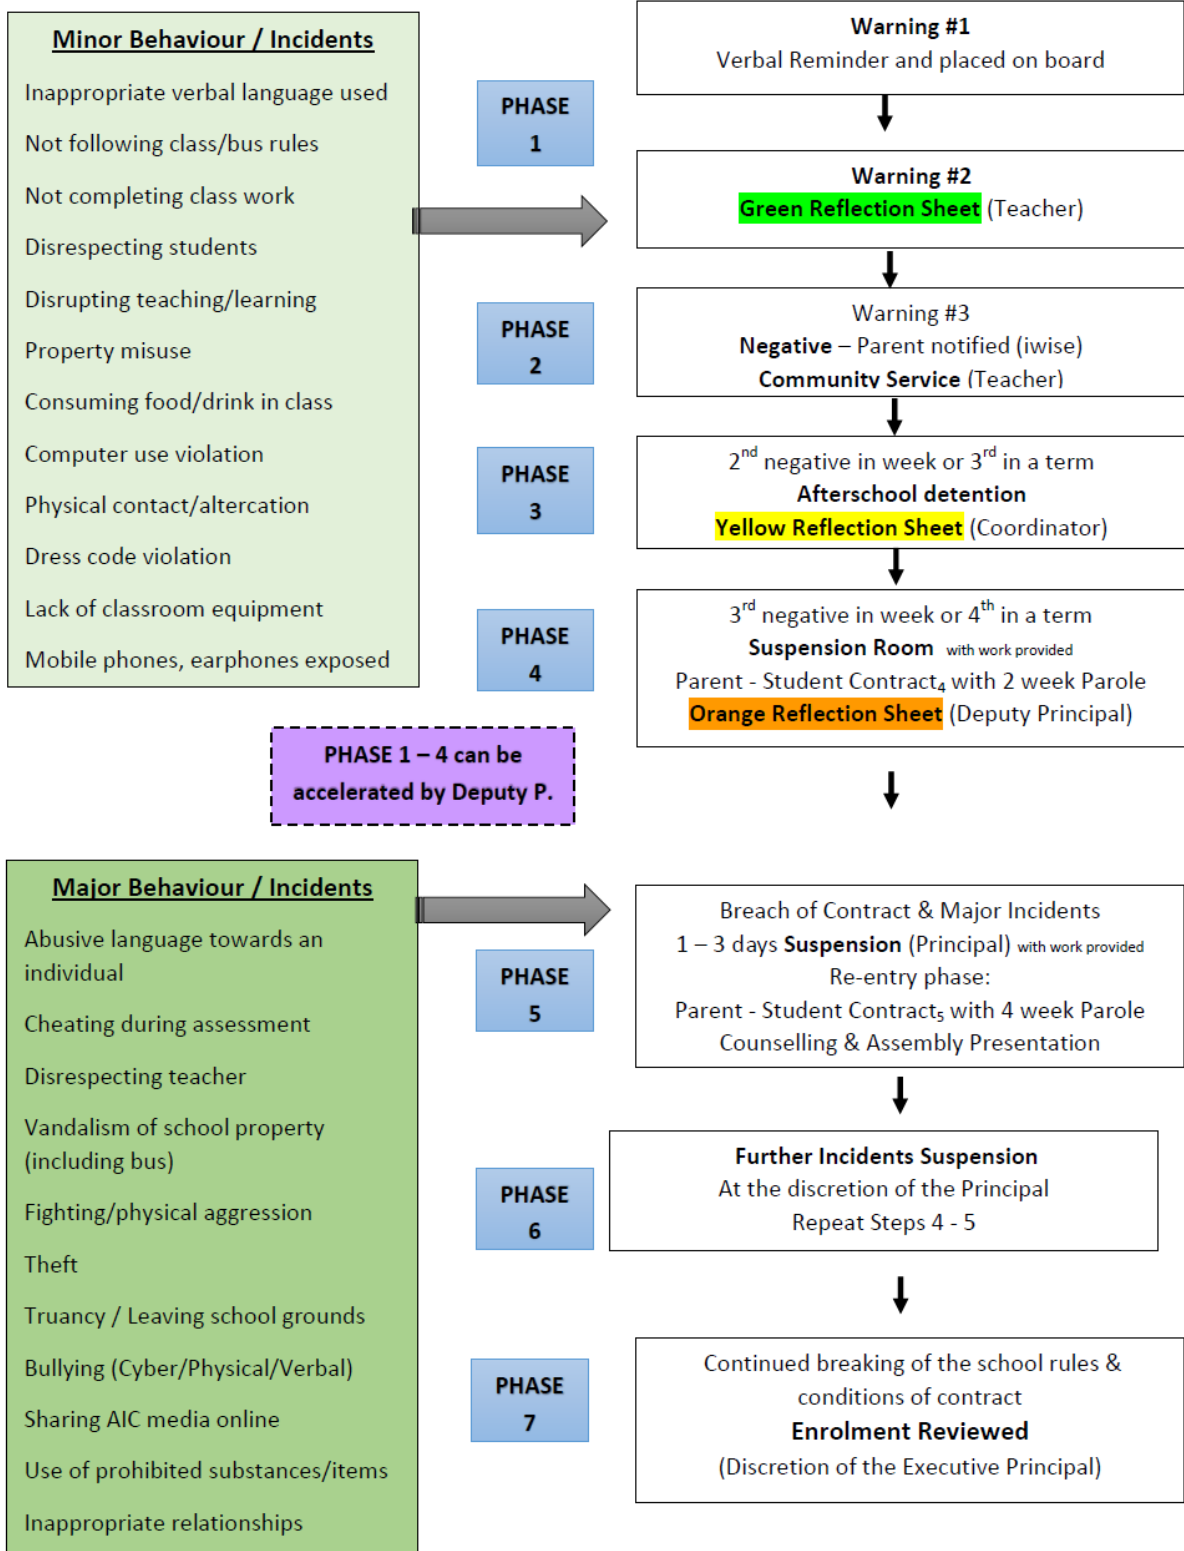 Minor Behaviour / Incidents
Inappropriate verbal language used
Not following class/bus rules
Not completing class work
Disrespecting students
Disrupting teaching/learning
Property misuse
Consuming food/drink in class
Computer use violation
Physical contact/altercation
Dress code violation
Lack of classroom equipment
Mobile phones, earphones exposed
PHASE
1
Warning #1
Verbal Reminder and placed on board
Warning #2
Green Reflection Sheet (Teacher)
PHASE
2
Warning #3
Negative – Parent notified (iwise)
Community Service (Teacher)
PHASE
3
2nd negative in week or 3rd in a term
Afterschool detention
Yellow Reflection Sheet (Coordinator)
PHASE
4
3rd negative in week or 4th in a term
Suspension Room with work provided
Parent - Student Contract4 with 2 week Parole
Orange Reflection Sheet (Deputy Principal)
PHASE 1 – 4 can be
accelerated by Deputy P.
Major Behaviour / Incidents
Abusive language towards an
individual
Cheating during assessment
Disrespecting teacher
Vandalism of school property
(including bus)
Fighting/physical aggression
Theft
Truancy / Leaving school grounds
Bullying (Cyber/Physical/Verbal)
Sharing AIC media online
Use of prohibited substances/items
Inappropriate relationships
PHASE
5
Breach of Contract & Major Incidents
1 – 3 days Suspension (Principal) with work provided
Re-entry phase:
Parent - Student Contract5 with 4 week Parole
Counselling & Assembly Presentation
PHASE
6
Further Incidents Suspension
At the discretion of the Principal
Repeat Steps 4 - 5
PHASE
7
Continued breaking of the school rules &
conditions of contract
Enrolment Reviewed
(Discretion of the Executive Principal)